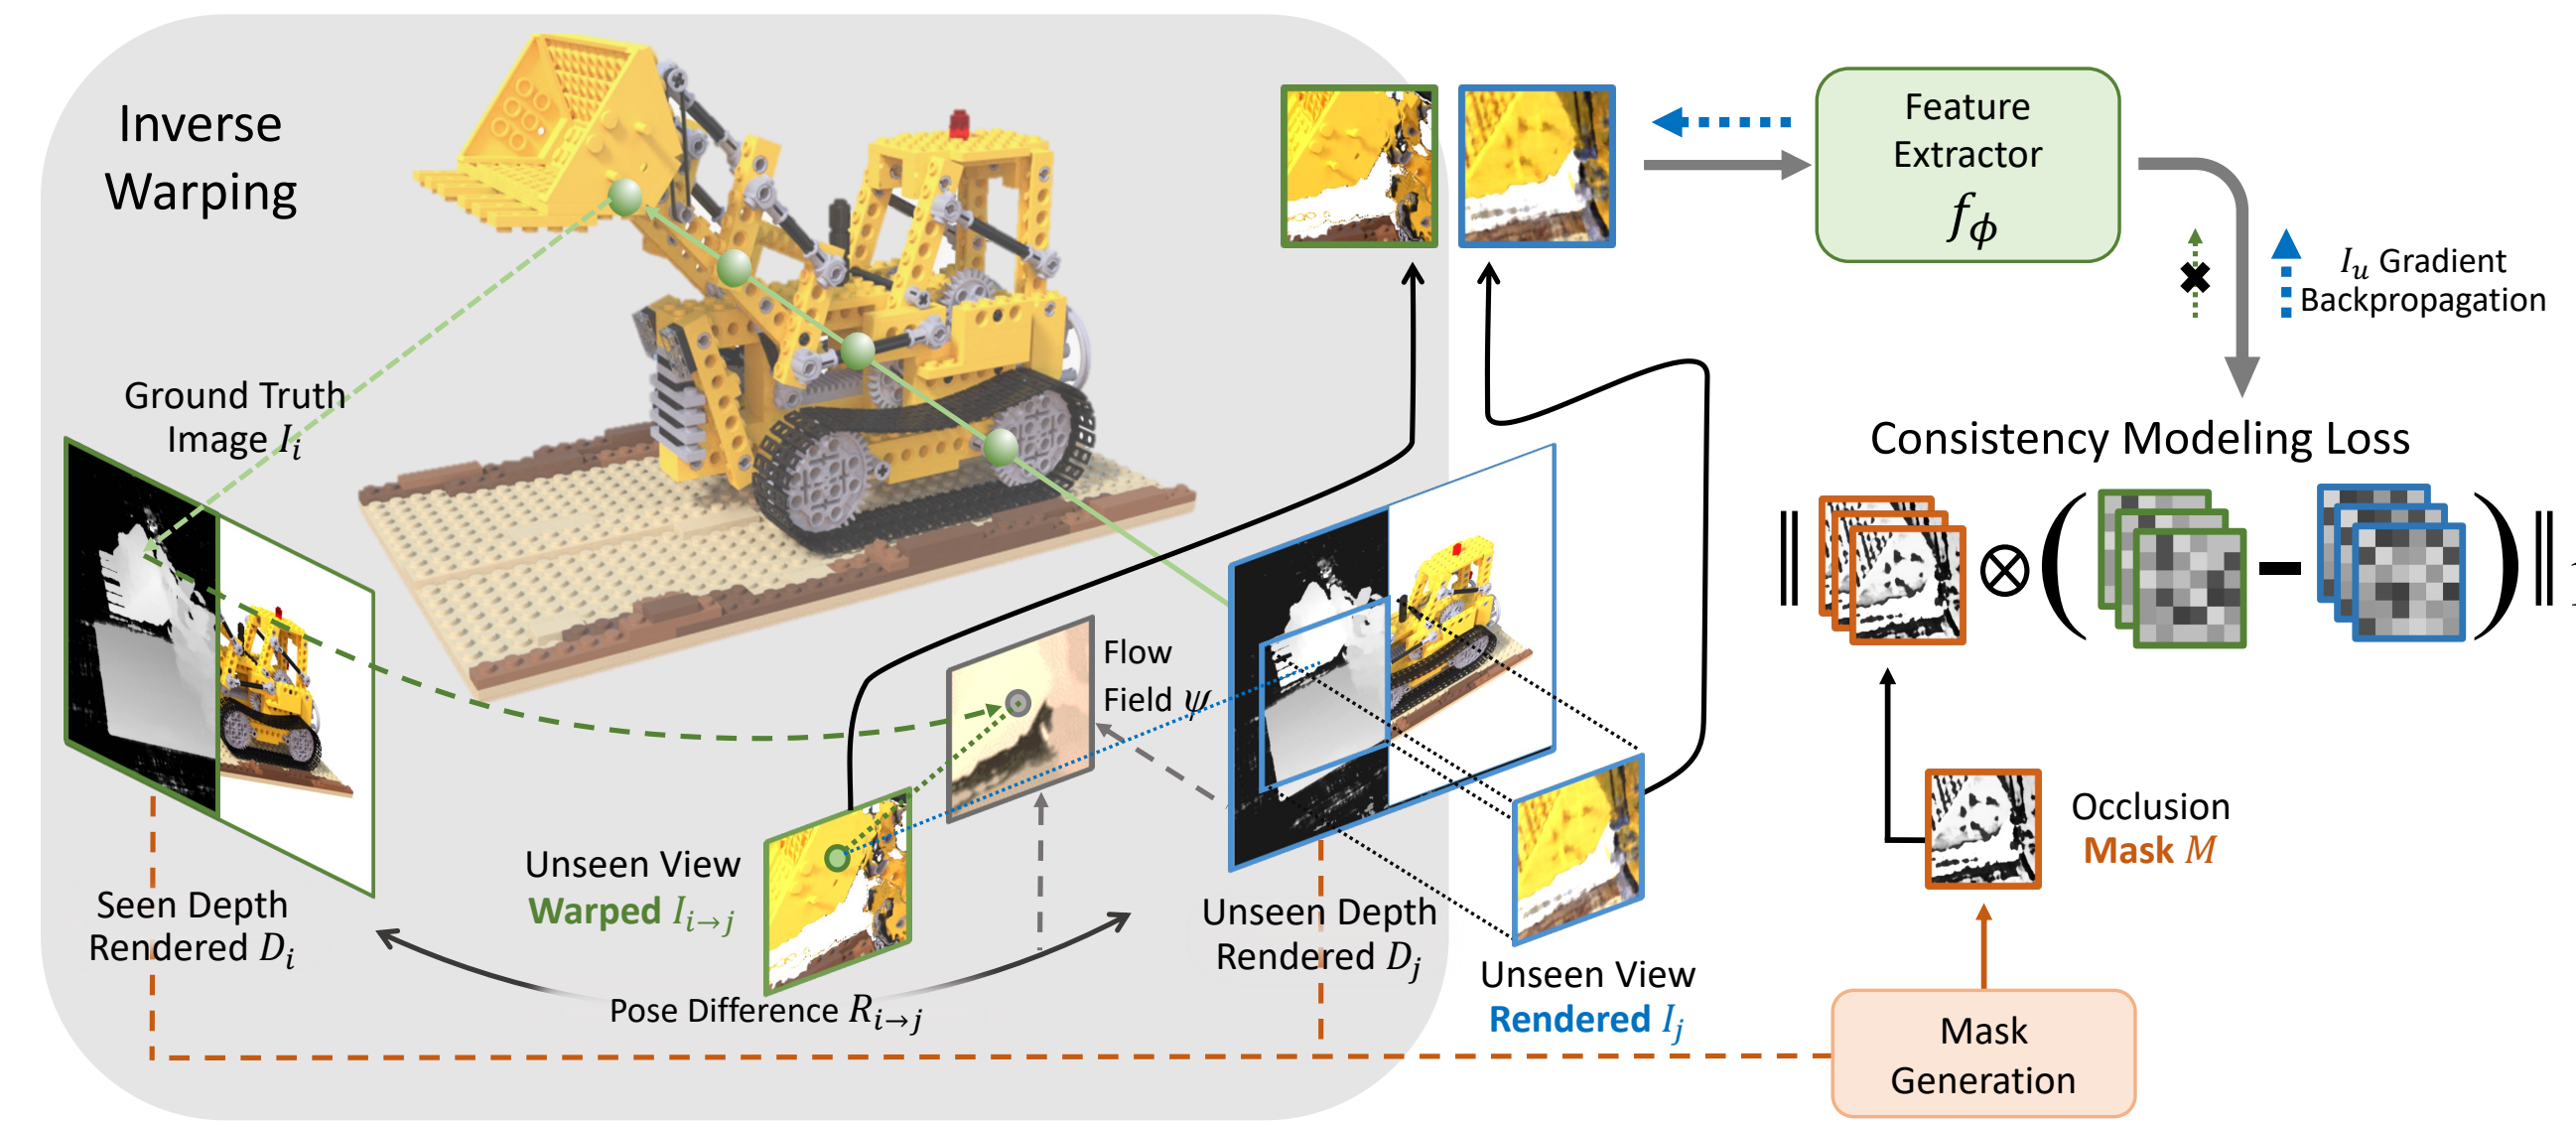 Inverse
Warping
Ground Truth
Image I_i
Seen Depth
Rendered D_i
Unseen View
Warped I_{i→j}
Pose Difference R_{i→j}
Flow
Field ψ
Unseen Depth
Rendered D_j
Unseen View
Rendered I_j
Feature
Extractor
f_ϕ
I_u Gradient
Backpropagation
Consistency Modeling Loss
‖ ⊗ ( − ) ‖
Occlusion
Mask M
Mask
Generation